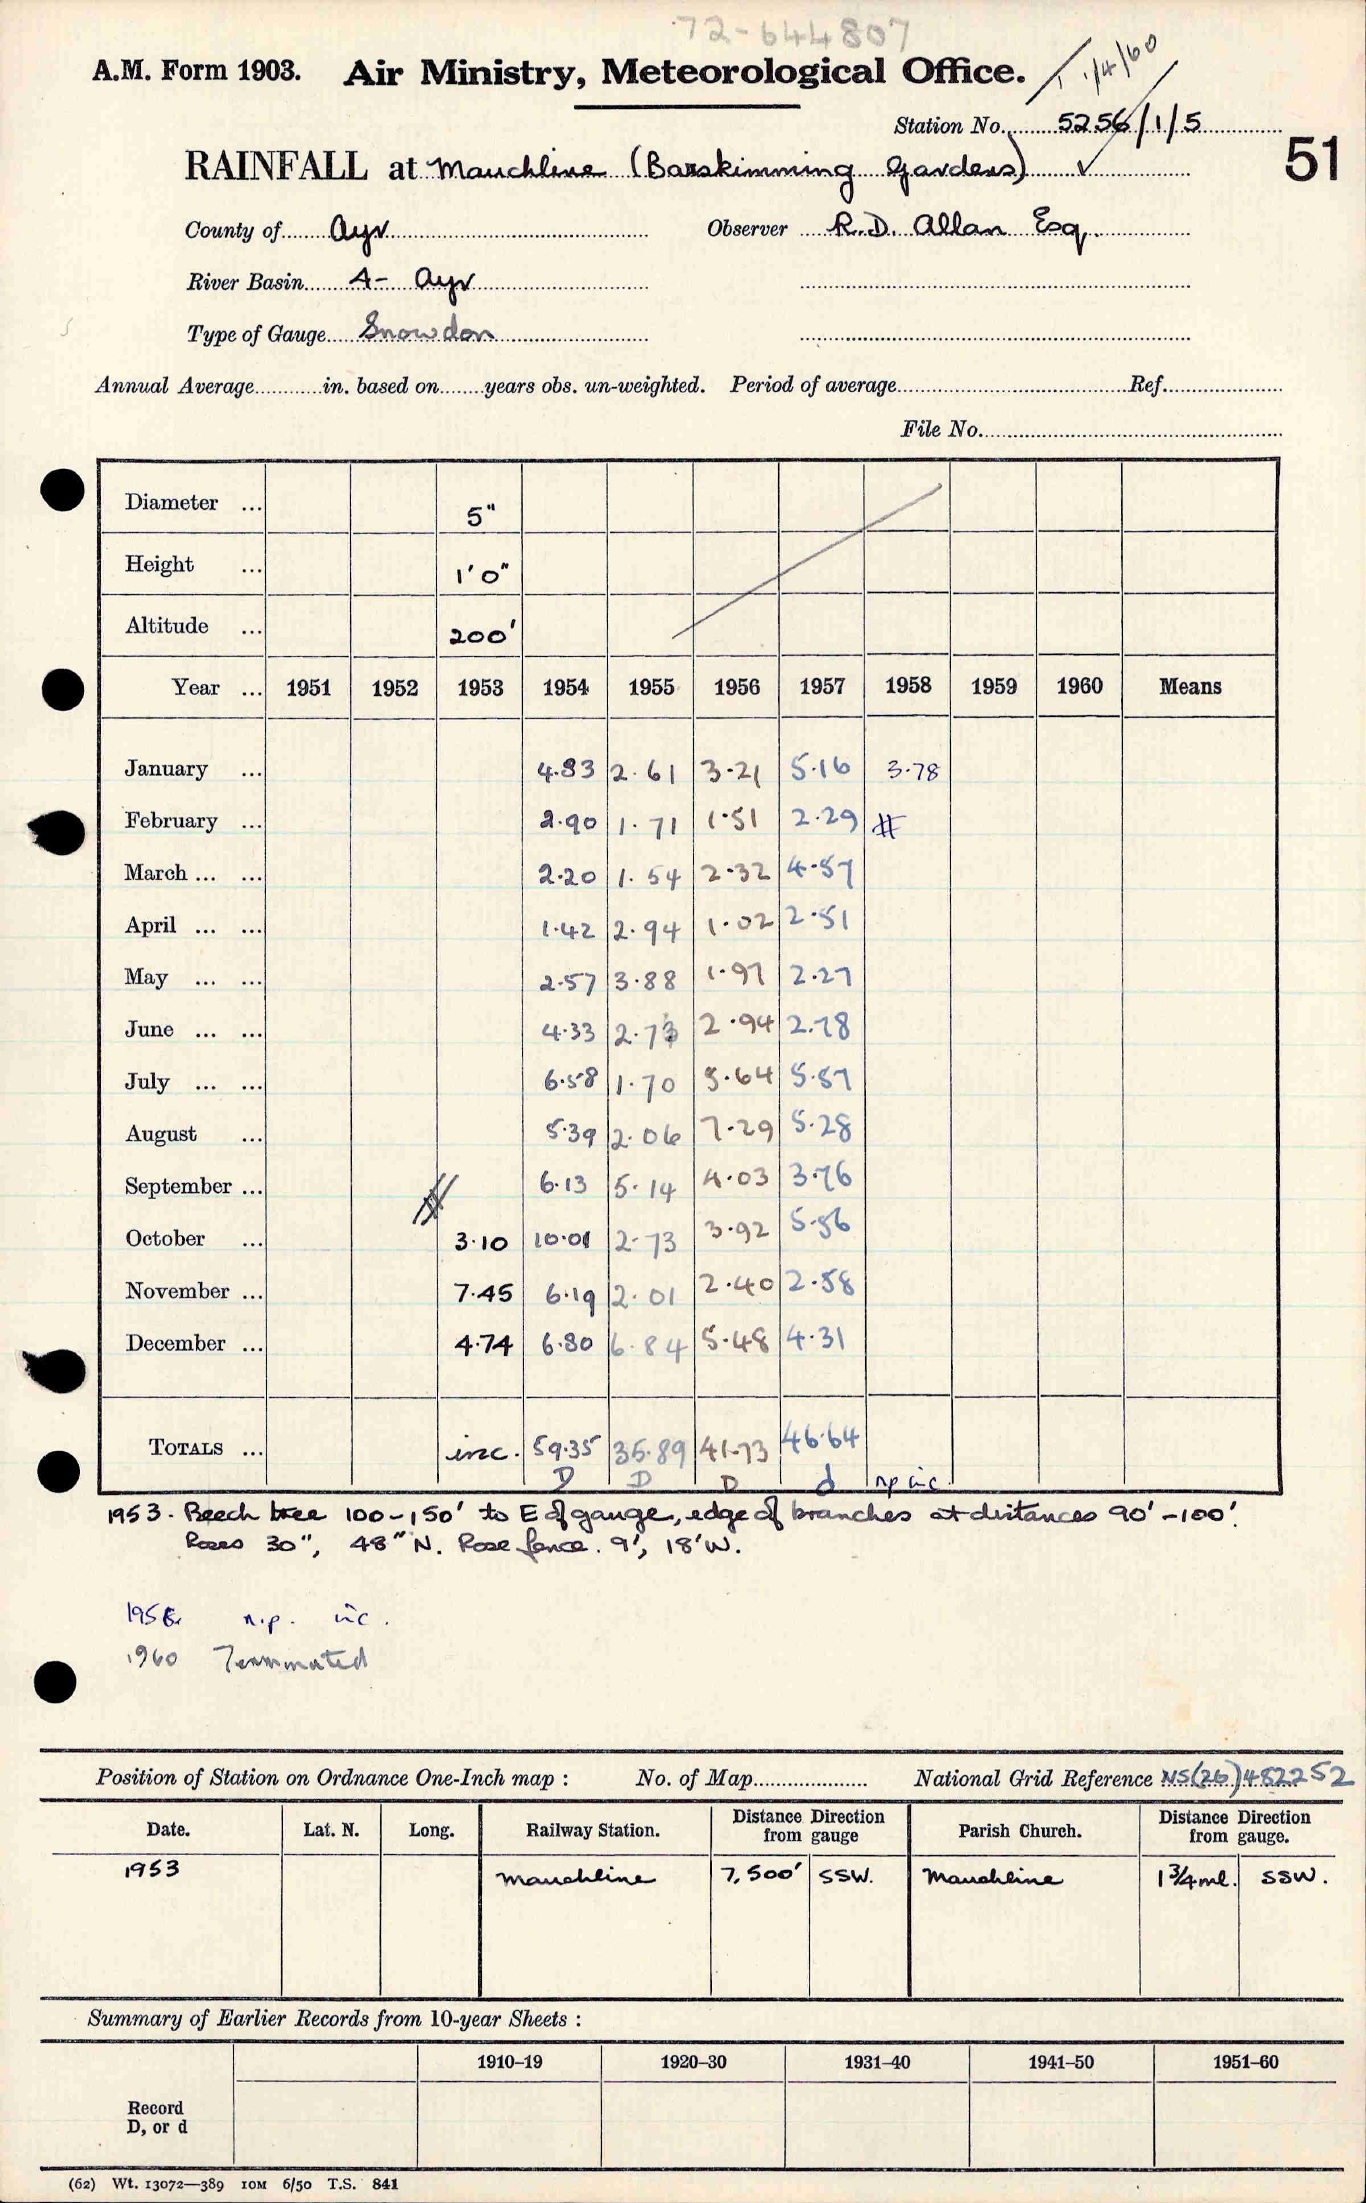 72-644807
A.M. Form 1903. Air Ministry, Meteorological Office. T 1/4/60
Station No. 5256/1/5
51
RAINFALL at Mauchline (Barskimming Gardens) ✓
County of Ayr Observer R.D. Allan Esq.
River Basin A- Ayr
Type of Gauge Snowdon
Annual Average in. based on years obs. un-weighted. Period of average Ref.
File No.
Diameter ... 5"
Height ... 1'0"
Altitude ... 200'
Year ... 1951 1952 1953 1954 1955 1956 1957 1958 1959 1960 Means
January ... 4.83 2.61 3.21 5.16 3.78
February ... 2.90 1.71 1.51 2.29 #
March ... ... 2.20 1.54 2.32 4.57
April ... ... 1.42 2.94 1.02 2.51
May ... ... 2.57 3.88 1.97 2.27
June ... ... 4.33 2.73 2.94 2.78
July ... ... 6.58 1.70 5.64 5.57
August ... 5.39 2.06 7.29 5.28
September ... 6.13 5.14 4.03 3.76
October ... 3.10 10.01 2.73 3.92 5.56
November ... 7.45 6.19 2.01 2.40 2.58
December ... 4.74 6.80 6.84 5.48 4.31
TOTALS ... inc. 59.35 35.89 41.73 46.64
D D D d n.p inc.
1953. Beech tree 100-150' to E of gauge, edge of branches at distances 90'-100'.
Roses 30", 48" N. Rose fence. 9', 18' W.
1958 n.p. inc.
1960 Terminated
Position of Station on Ordnance One-Inch map : No. of Map National Grid Reference NS(26)482252
Date. Lat. N. Long. Railway Station. Distance from gauge Direction Parish Church. Distance from gauge. Direction
1953 Mauchline 7,500' SSW. Mauchline 1¾ml. SSW.
Summary of Earlier Records from 10-year Sheets :
1910–19 1920–30 1931–40 1941–50 1951–60
Record
D, or d
(62) Wt. 13072—389 10M 6/50 T.S. 841